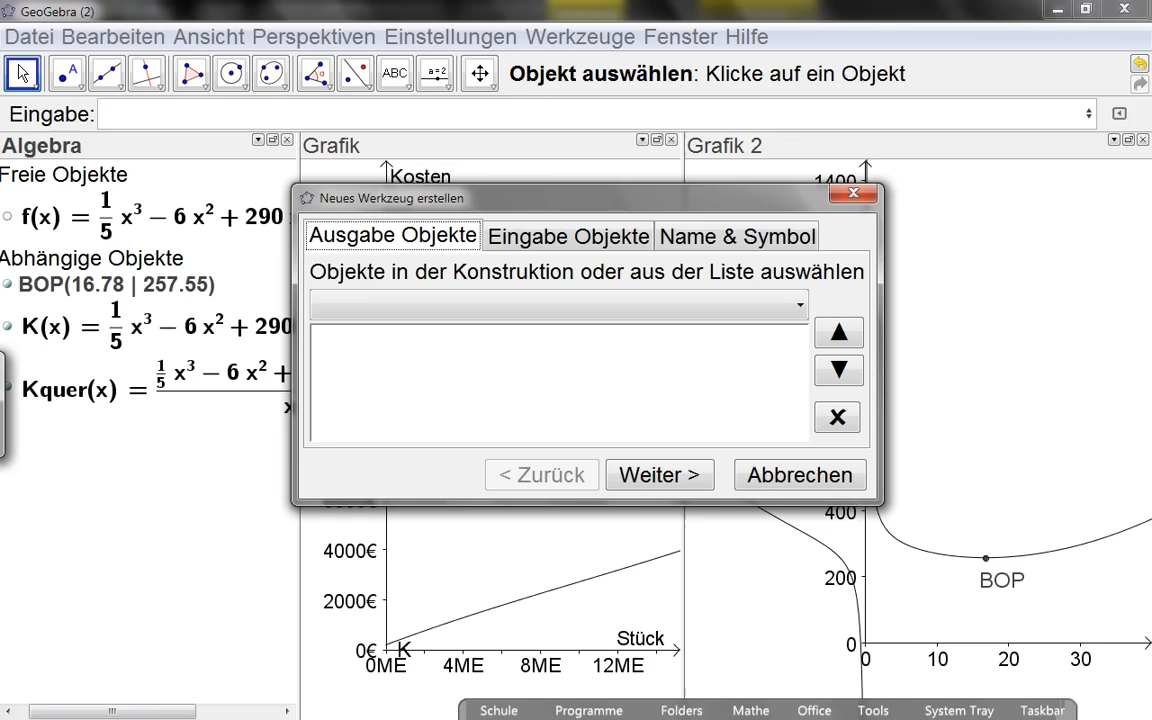 GeoGebra (2)
Datei Bearbeiten Ansicht Perspektiven Einstellungen Werkzeuge Fenster Hilfe
A ABC a=2 Objekt auswählen: Klicke auf ein Objekt
Eingabe:
Algebra
Grafik
Grafik 2
Freie Objekte
f(x) = 1/5 x³ − 6 x² + 290
Abhängige Objekte
BOP(16.78 | 257.55)
K(x) = 1/5 x³ − 6 x² + 290
Kquer(x) = 1/5 x³ − 6 x² +
x
Kosten
1400
Neues Werkzeug erstellen
Ausgabe Objekte Eingabe Objekte Name & Symbol
Objekte in der Konstruktion oder aus der Liste auswählen
< Zurück Weiter > Abbrechen
4000€
2000€
0€
K
Stück
0ME 4ME 8ME 12ME
400
200
0
BOP
0 10 20 30
Schule Programme Folders Mathe Office Tools System Tray Taskbar